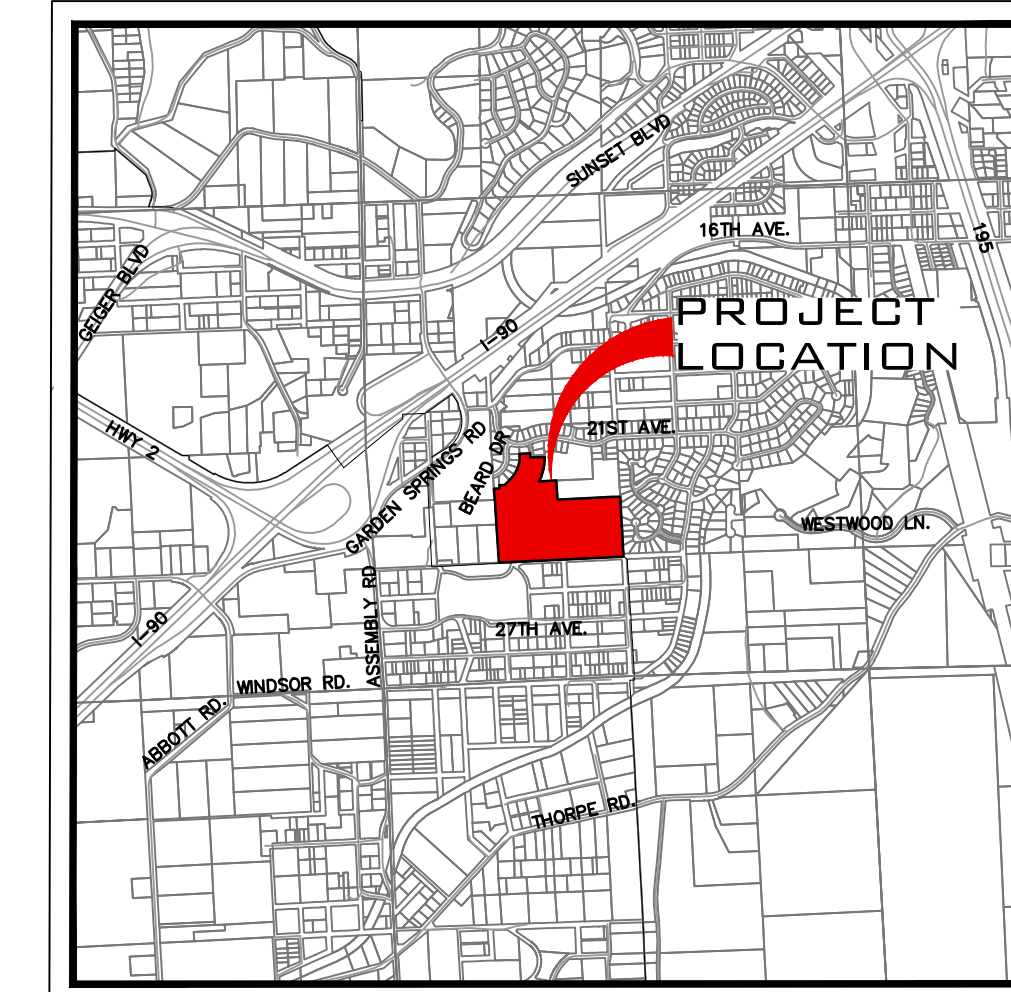 SUNSET BLVD
16TH AVE.
195
GEIGER BLVD
PROJECT
LOCATION
I-90
HWY 2
21ST AVE.
GARDEN SPRINGS RD
BEARD DR
WESTWOOD LN.
ASSEMBLY RD
I-90
27TH AVE.
WINDSOR RD.
ABBOTT RD.
THORPE RD.